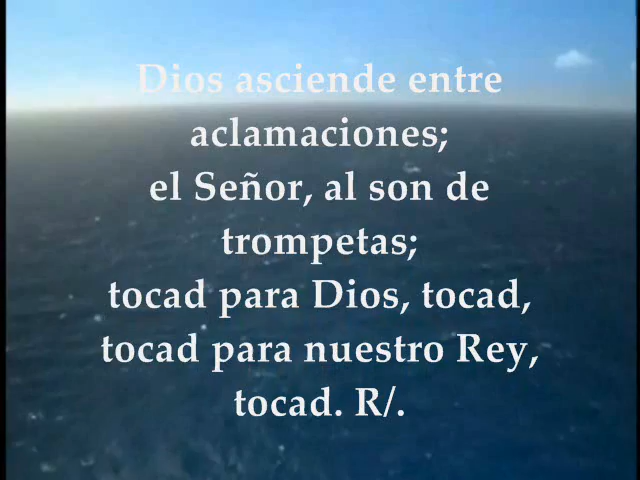 Dios asciende entre
aclamaciones;
el Señor, al son de
trompetas;
tocad para Dios, tocad,
tocad para nuestro Rey,
tocad. R/.